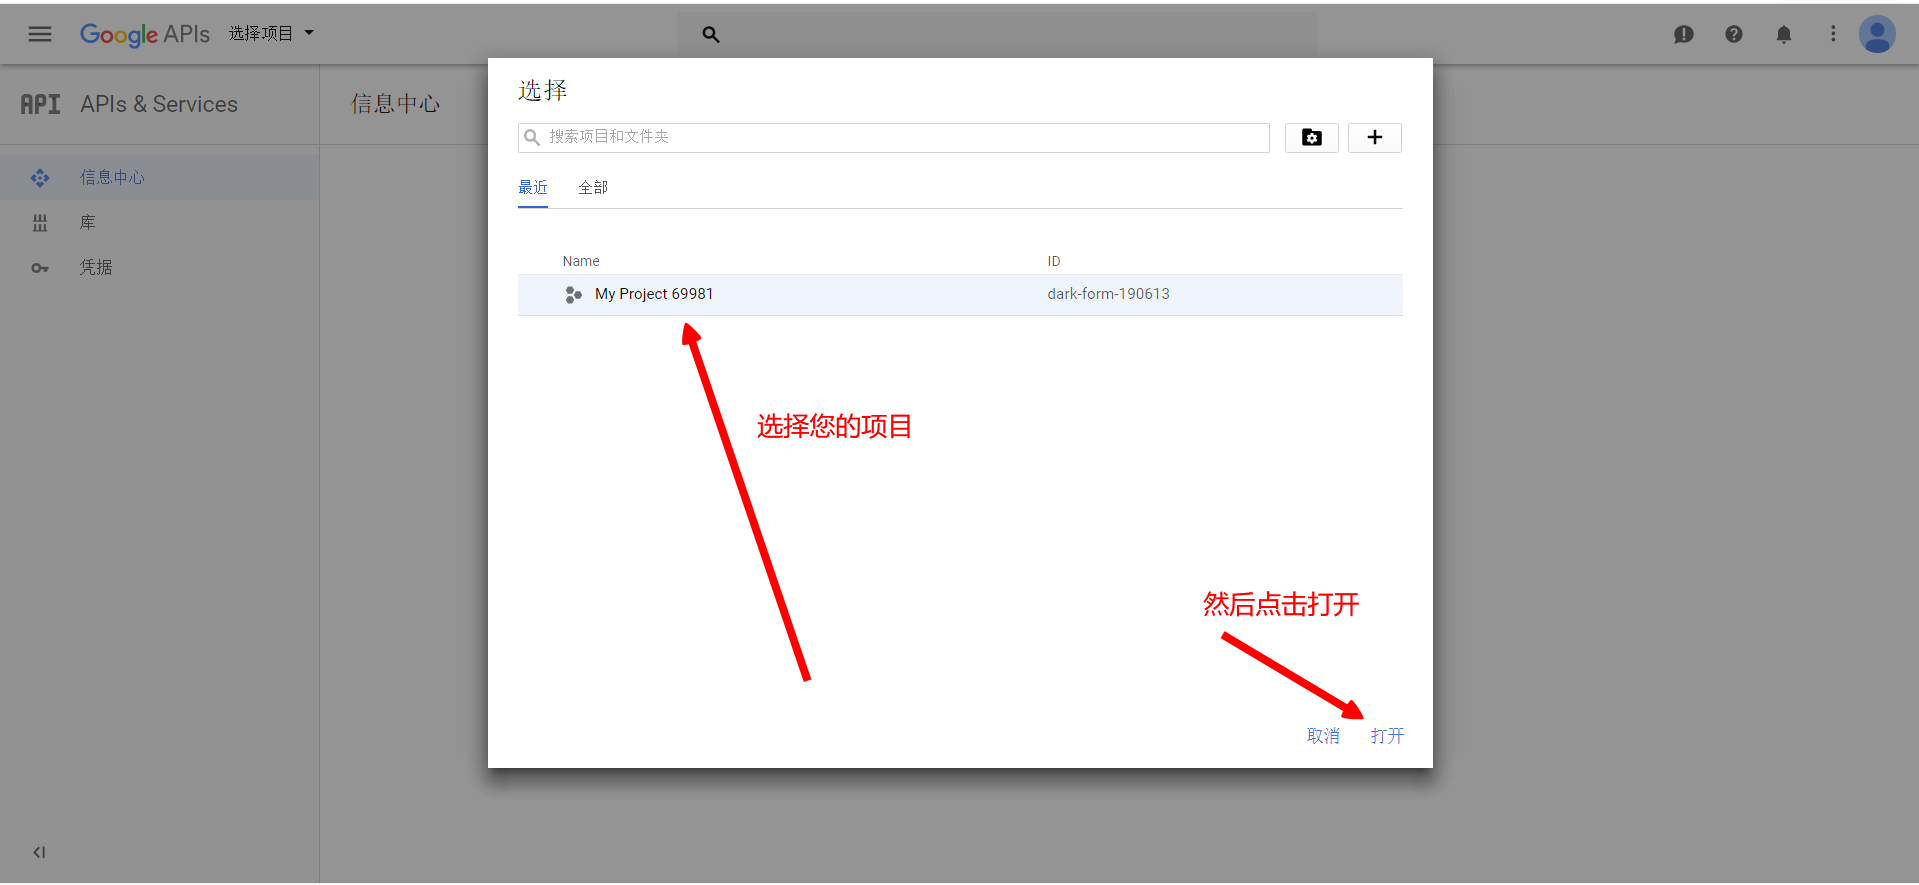 Google APIs 选择项目
API APIs & Services
信息中心
信息中心
库
凭据
选择
搜索项目和文件夹
最近 全部
Name ID
My Project 69981 dark-form-190613
选择您的项目
然后点击打开
取消 打开